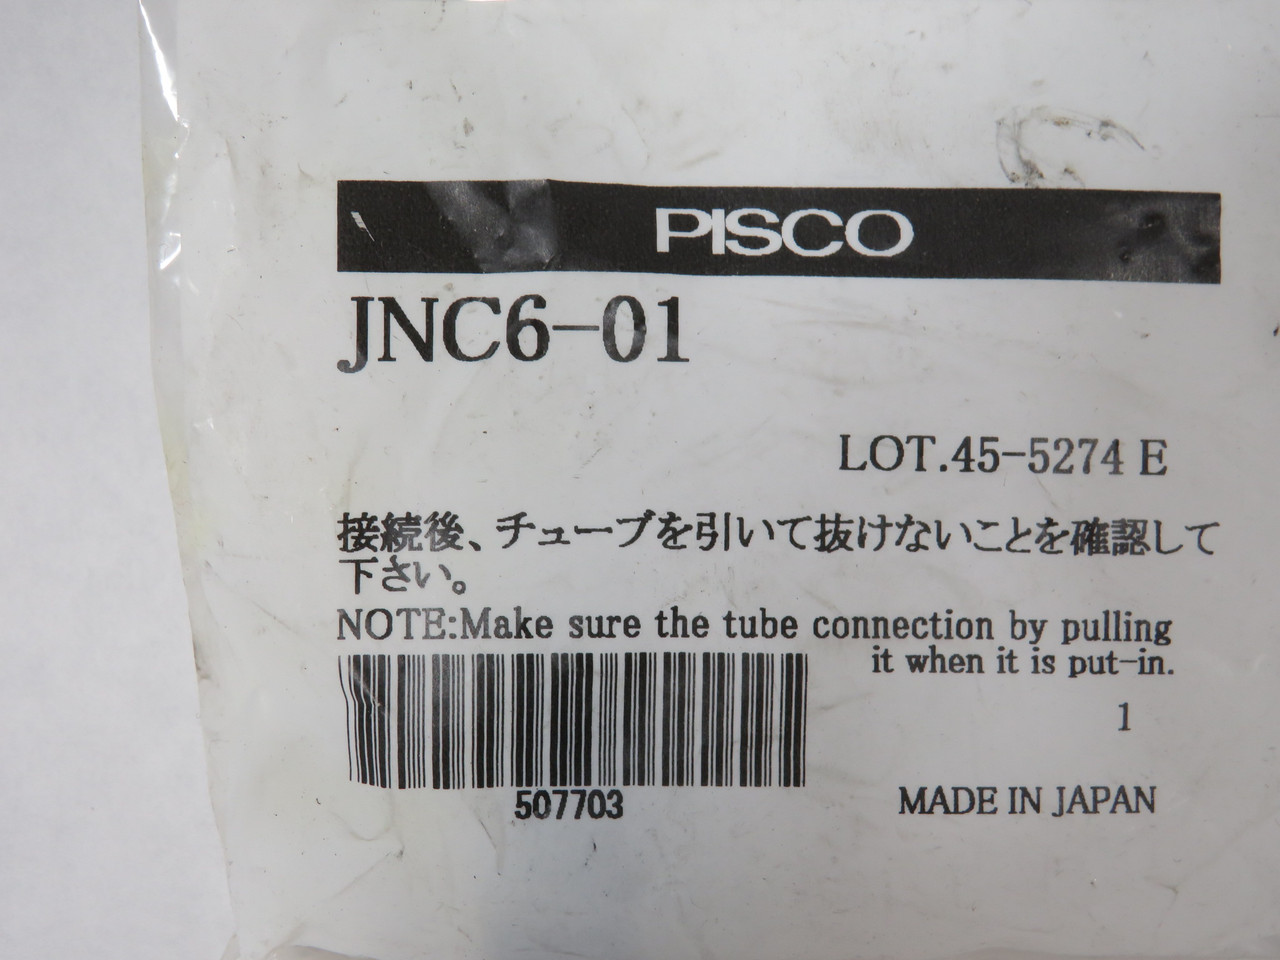 PISCO
JNC6-01
LOT.45-5274 E
接続後、チューブを引いて抜けないことを確認して
下さい。
NOTE:Make sure the tube connection by pulling
it when it is put-in.
1
507703
MADE IN JAPAN